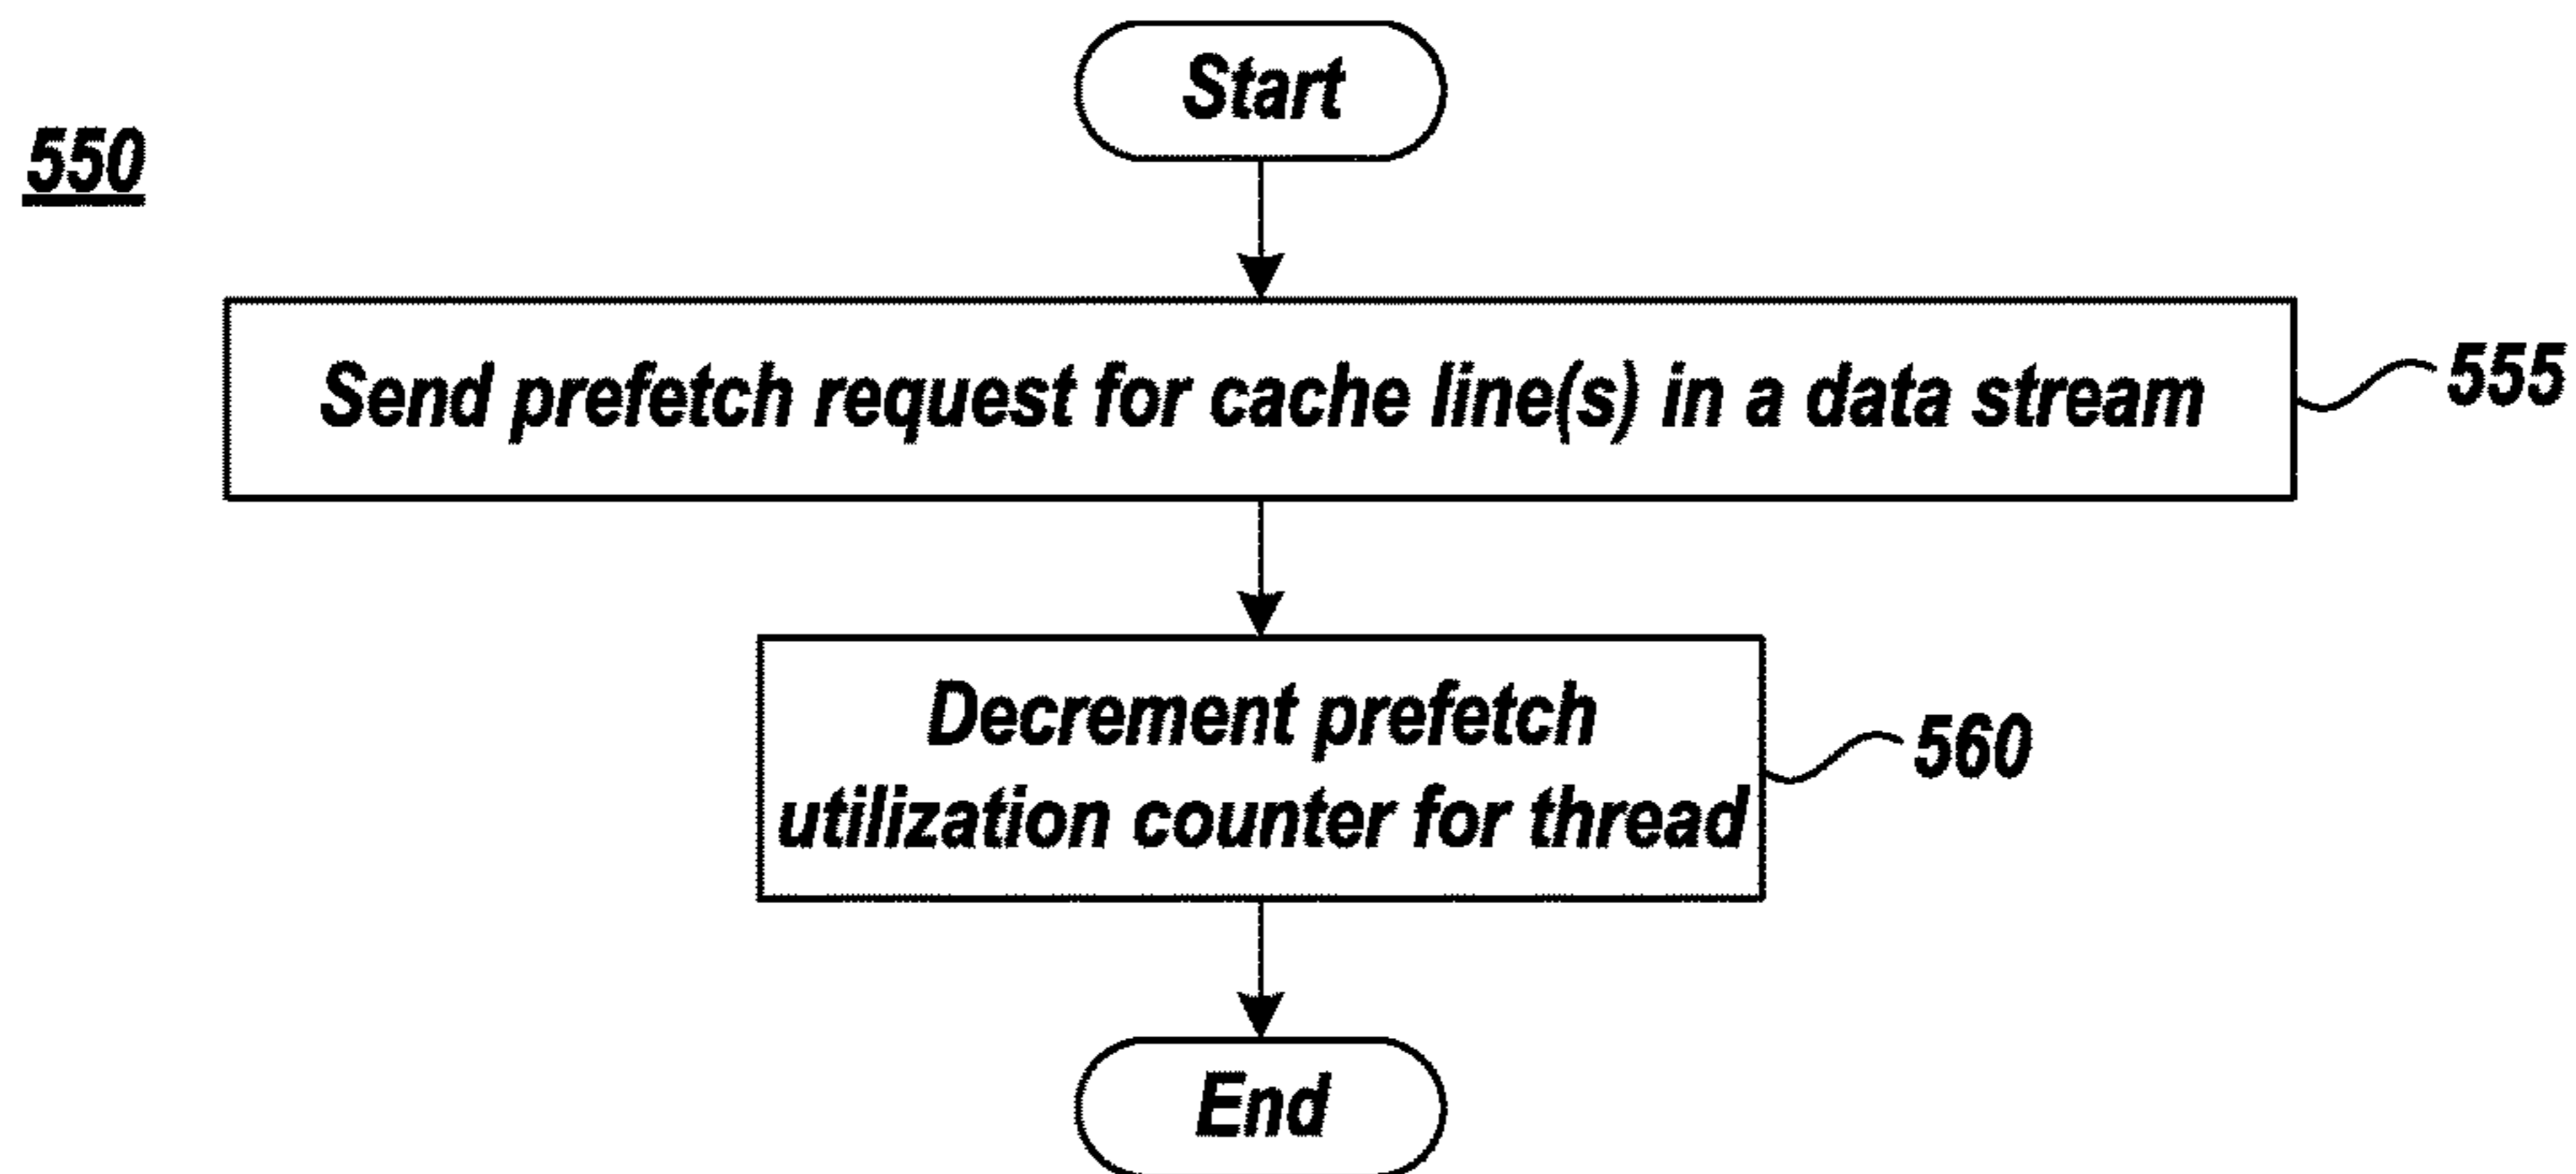 Start
550
Send prefetch request for cache line(s) in a data stream
555
Decrement prefetch
utilization counter for thread
560
End